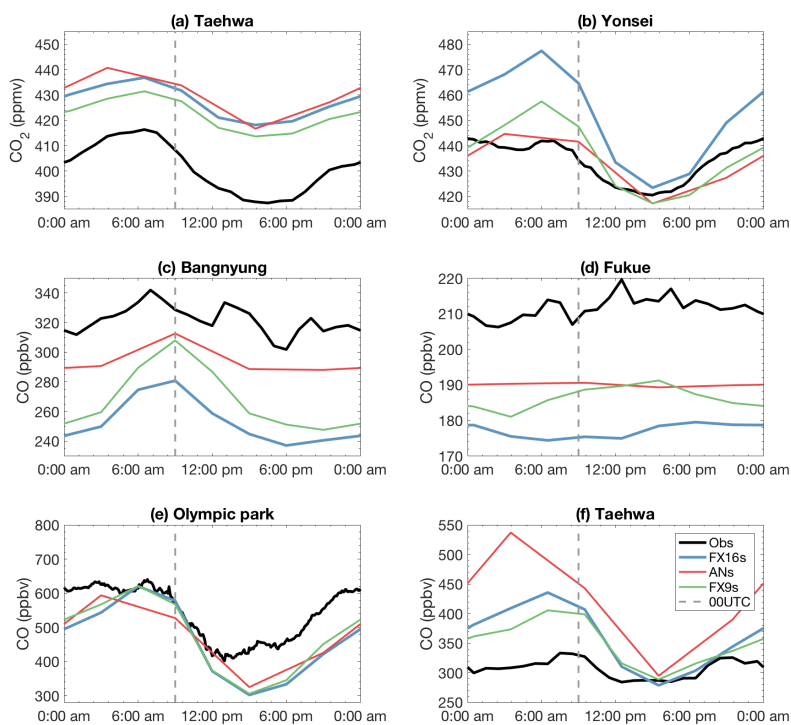 (a) Taehwa
CO2 (ppmv)
450
440
430
420
410
400
390
0:00 am 6:00 am 12:00 pm 6:00 pm 0:00 am
(b) Yonsei
CO2 (ppmv)
480
470
460
450
440
430
420
0:00 am 6:00 am 12:00 pm 6:00 pm 0:00 am
(c) Bangnyung
CO (ppbv)
340
320
300
280
260
240
0:00 am 6:00 am 12:00 pm 6:00 pm 0:00 am
(d) Fukue
CO (ppbv)
220
210
200
190
180
170
0:00 am 6:00 am 12:00 pm 6:00 pm 0:00 am
(e) Olympic park
CO (ppbv)
800
700
600
500
400
300
0:00 am 6:00 am 12:00 pm 6:00 pm 0:00 am
(f) Taehwa
CO (ppbv)
550
500
450
400
350
300
250
0:00 am 6:00 am 12:00 pm 6:00 pm 0:00 am
Obs
FX16s
ANs
FX9s
00UTC